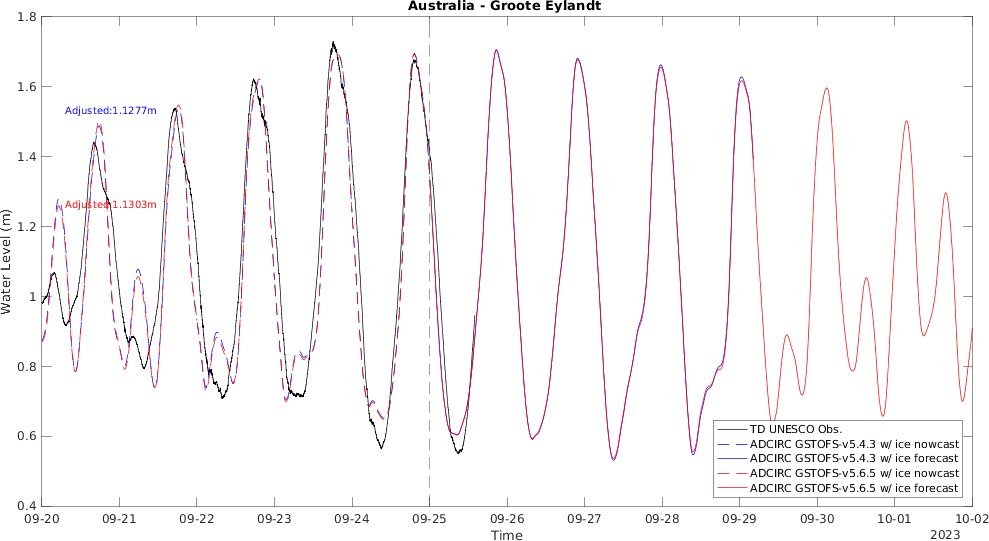 Australia - Groote Eylandt
1.8
1.6
1.4
1.2
1
0.8
0.6
0.4
Water Level (m)
Adjusted:1.1277m
Adjusted:1.1303m
TD UNESCO Obs.
ADCIRC GSTOFS-v5.4.3 w/ ice nowcast
ADCIRC GSTOFS-v5.4.3 w/ ice forecast
ADCIRC GSTOFS-v5.6.5 w/ ice nowcast
ADCIRC GSTOFS-v5.6.5 w/ ice forecast
09-20 09-21 09-22 09-23 09-24 09-25 09-26 09-27 09-28 09-29 09-30 10-01 10-02
Time
2023